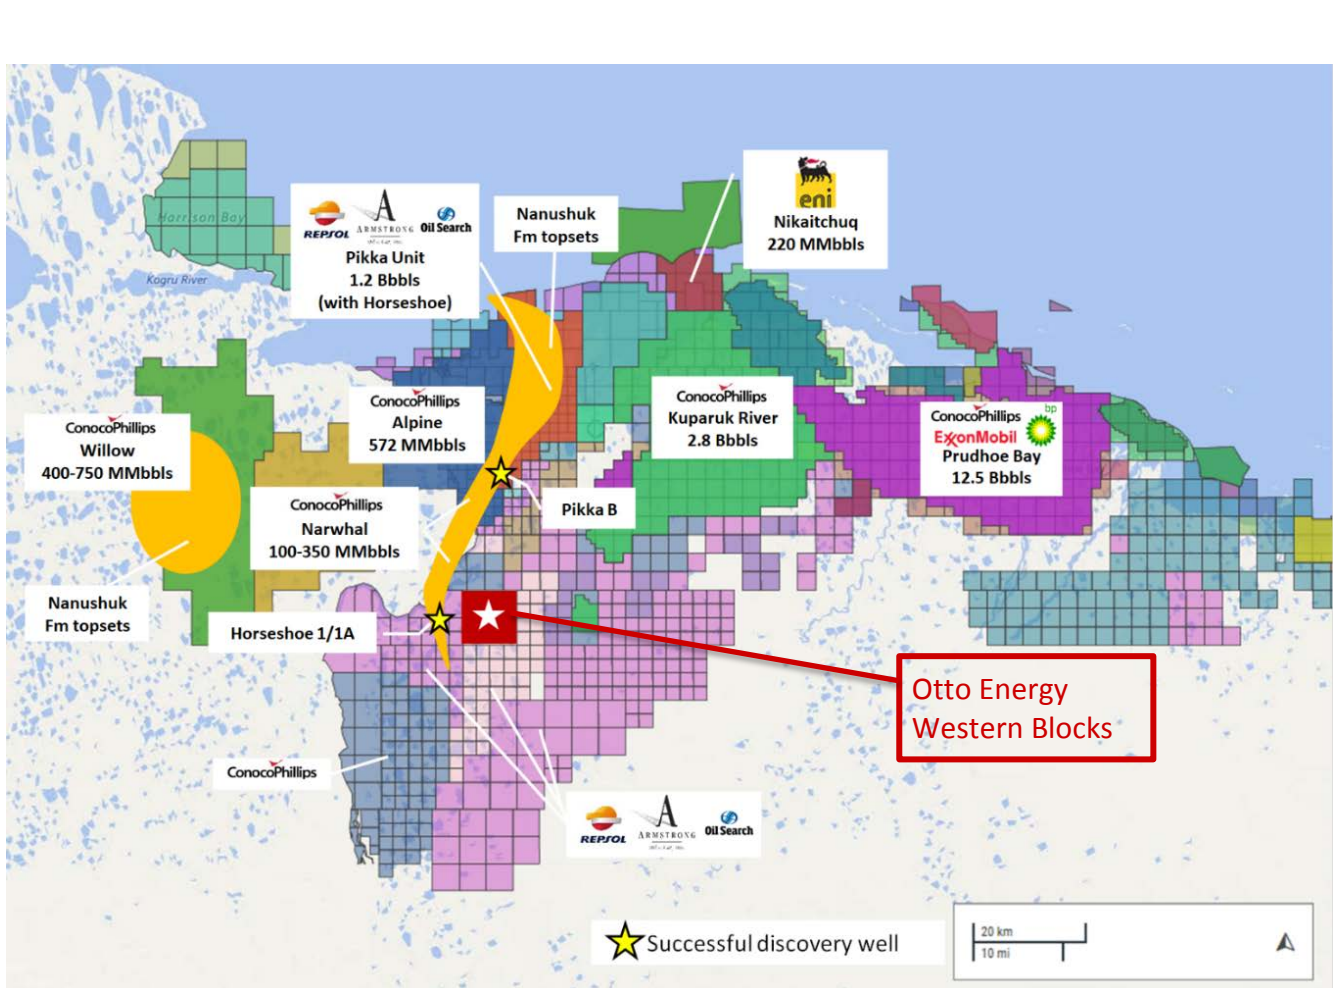 Harrison Bay
Kogru River
REPSOL
A
ARMSTRONG
Oil Search
Pikka Unit
1.2 Bbbls
(with Horseshoe)
Nanushuk
Fm topsets
eni
Nikaitchuq
220 MMbbls
ConocoPhillips
Willow
400-750 MMbbls
ConocoPhillips
Alpine
572 MMbbls
ConocoPhillips
Kuparuk River
2.8 Bbbls
ConocoPhillips
bp
ExxonMobil
Prudhoe Bay
12.5 Bbbls
ConocoPhillips
Narwhal
100-350 MMbbls
Pikka B
Nanushuk
Fm topsets
Horseshoe 1/1A
Otto Energy
Western Blocks
ConocoPhillips
REPSOL
A
ARMSTRONG
Oil Search
Successful discovery well
20 km
10 mi